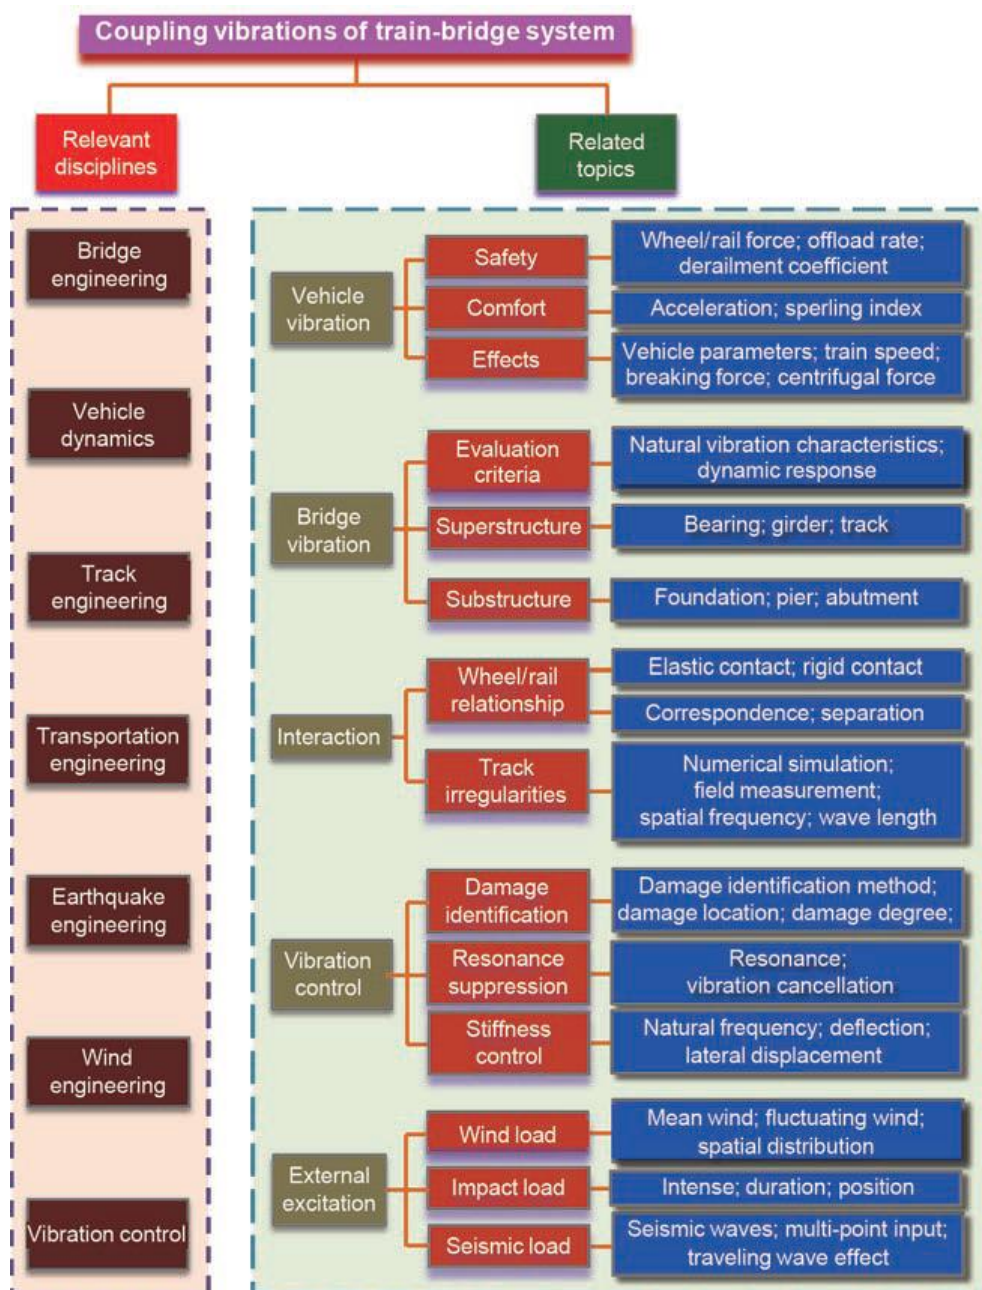 Coupling vibrations of train-bridge system
Relevant
disciplines
Related
topics
Bridge
engineering
Vehicle
dynamics
Track
engineering
Transportation
engineering
Earthquake
engineering
Wind
engineering
Vibration control
Vehicle
vibration
Safety
Wheel/rail force; offload rate;
derailment coefficient
Comfort
Acceleration; sperling index
Effects
Vehicle parameters; train speed;
breaking force; centrifugal force
Bridge
vibration
Evaluation
criteria
Natural vibration characteristics;
dynamic response
Superstructure
Bearing; girder; track
Substructure
Foundation; pier; abutment
Interaction
Wheel/rail
relationship
Elastic contact; rigid contact
Correspondence; separation
Track
irregularities
Numerical simulation;
field measurement;
spatial frequency; wave length
Vibration
control
Damage
identification
Damage identification method;
damage location; damage degree;
Resonance
suppression
Resonance;
vibration cancellation
Stiffness
control
Natural frequency; deflection;
lateral displacement
External
excitation
Wind load
Mean wind; fluctuating wind;
spatial distribution
Impact load
Intense; duration; position
Seismic load
Seismic waves; multi-point input;
traveling wave effect